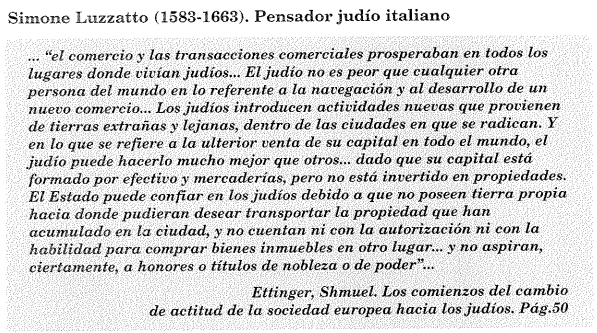 Simone Luzzatto (1583-1663). Pensador judío italiano
... “el comercio y las transacciones comerciales prosperaban en todos los
lugares donde vivían judíos... El judío no es peor que cualquier otra
persona del mundo en lo referente a la navegación y al desarrollo de un
nuevo comercio... Los judíos introducen actividades nuevas que provienen
de tierras extrañas y lejanas, dentro de las ciudades en que se radican. Y
en lo que se refiere a la ulterior venta de su capital en todo el mundo, el
judío puede hacerlo mucho mejor que otros... dado que su capital está
formado por efectivo y mercaderías, pero no está invertido en propiedades.
El Estado puede confiar en los judíos debido a que no poseen tierra propia
hacia donde pudieran desear transportar la propiedad que han
acumulado en la ciudad, y no cuentan ni con la autorización ni con la
habilidad para comprar bienes inmuebles en otro lugar... y no aspiran,
ciertamente, a honores o títulos de nobleza o de poder”...
Ettinger, Shmuel. Los comienzos del cambio
de actitud de la sociedad europea hacia los judíos. Pág.50